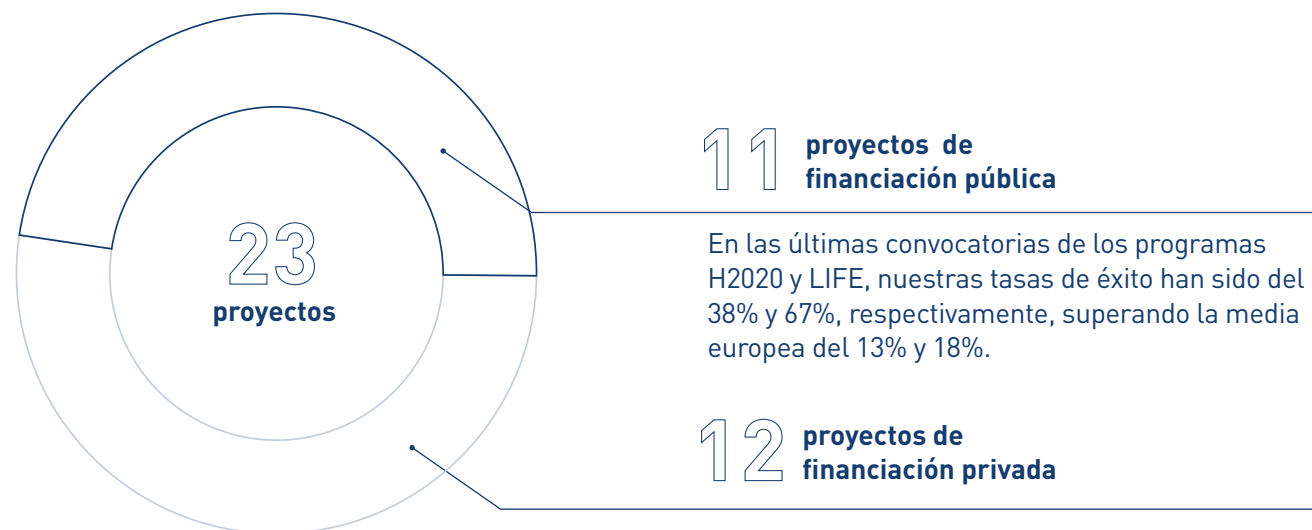 23
proyectos
11
proyectos de
financiación pública
En las últimas convocatorias de los programas
H2020 y LIFE, nuestras tasas de éxito han sido del
38% y 67%, respectivamente, superando la media
europea del 13% y 18%.
12
proyectos de
financiación privada